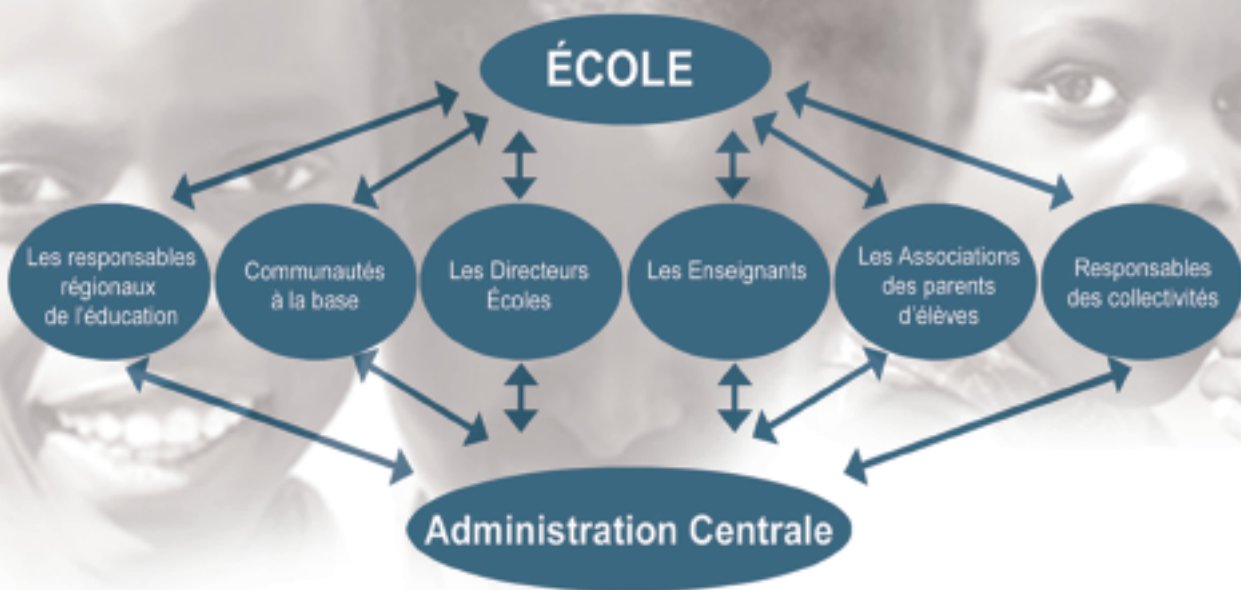 ÉCOLE
Les responsables
régionaux
de l'éducation
Communautés
à la base
Les Directeurs
Écoles
Les Enseignants
Les Associations
des parents
d'élèves
Responsables
des collectivités
Administration Centrale